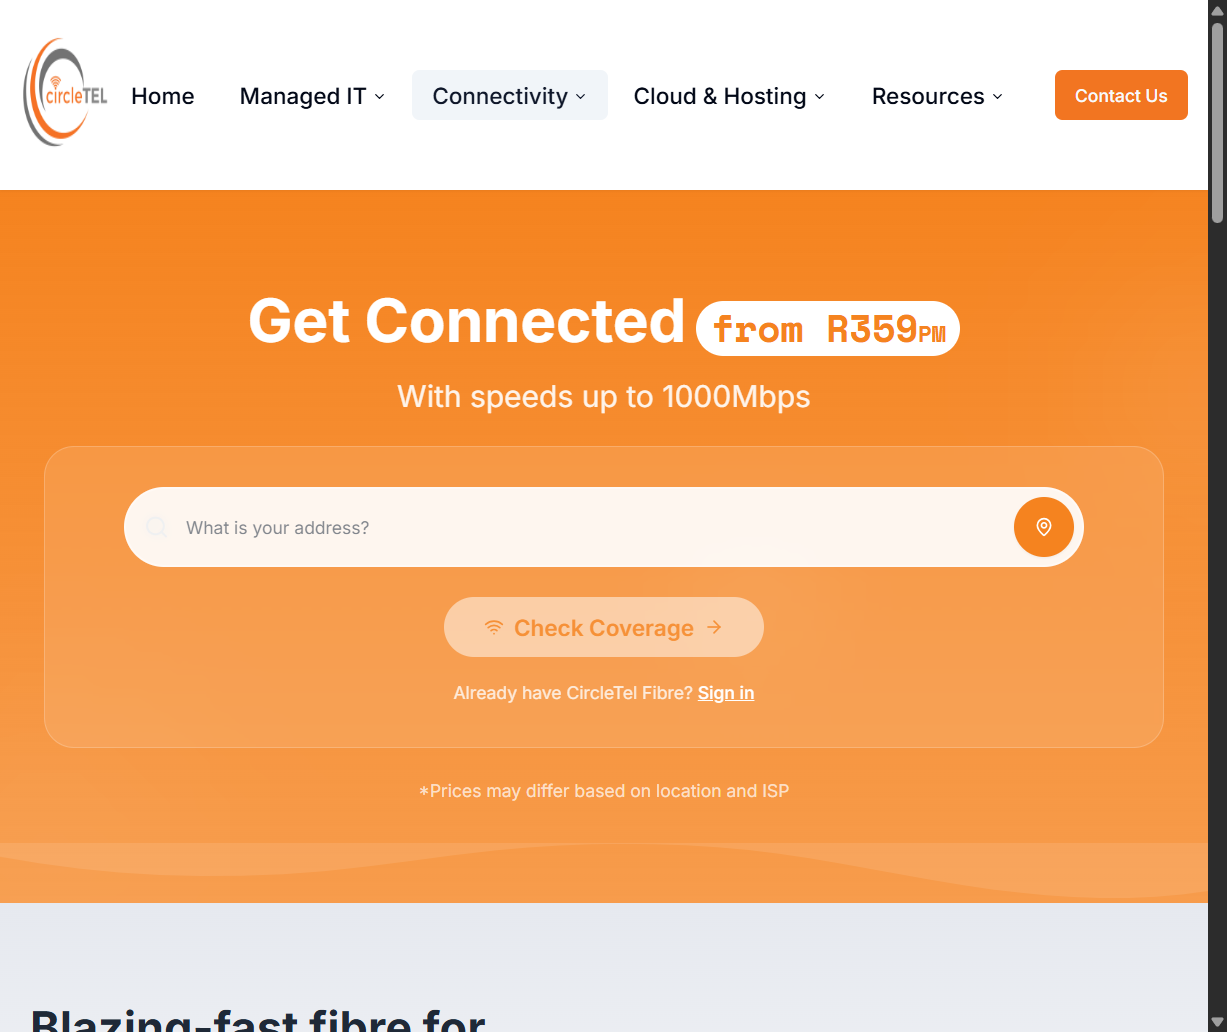 circleTEL
Home
Managed IT
Connectivity
Cloud & Hosting
Resources
Contact Us
Get Connected from R359PM
With speeds up to 1000Mbps
What is your address?
Check Coverage
Already have CircleTel Fibre? Sign in
*Prices may differ based on location and ISP
Blazing-fast fibre for